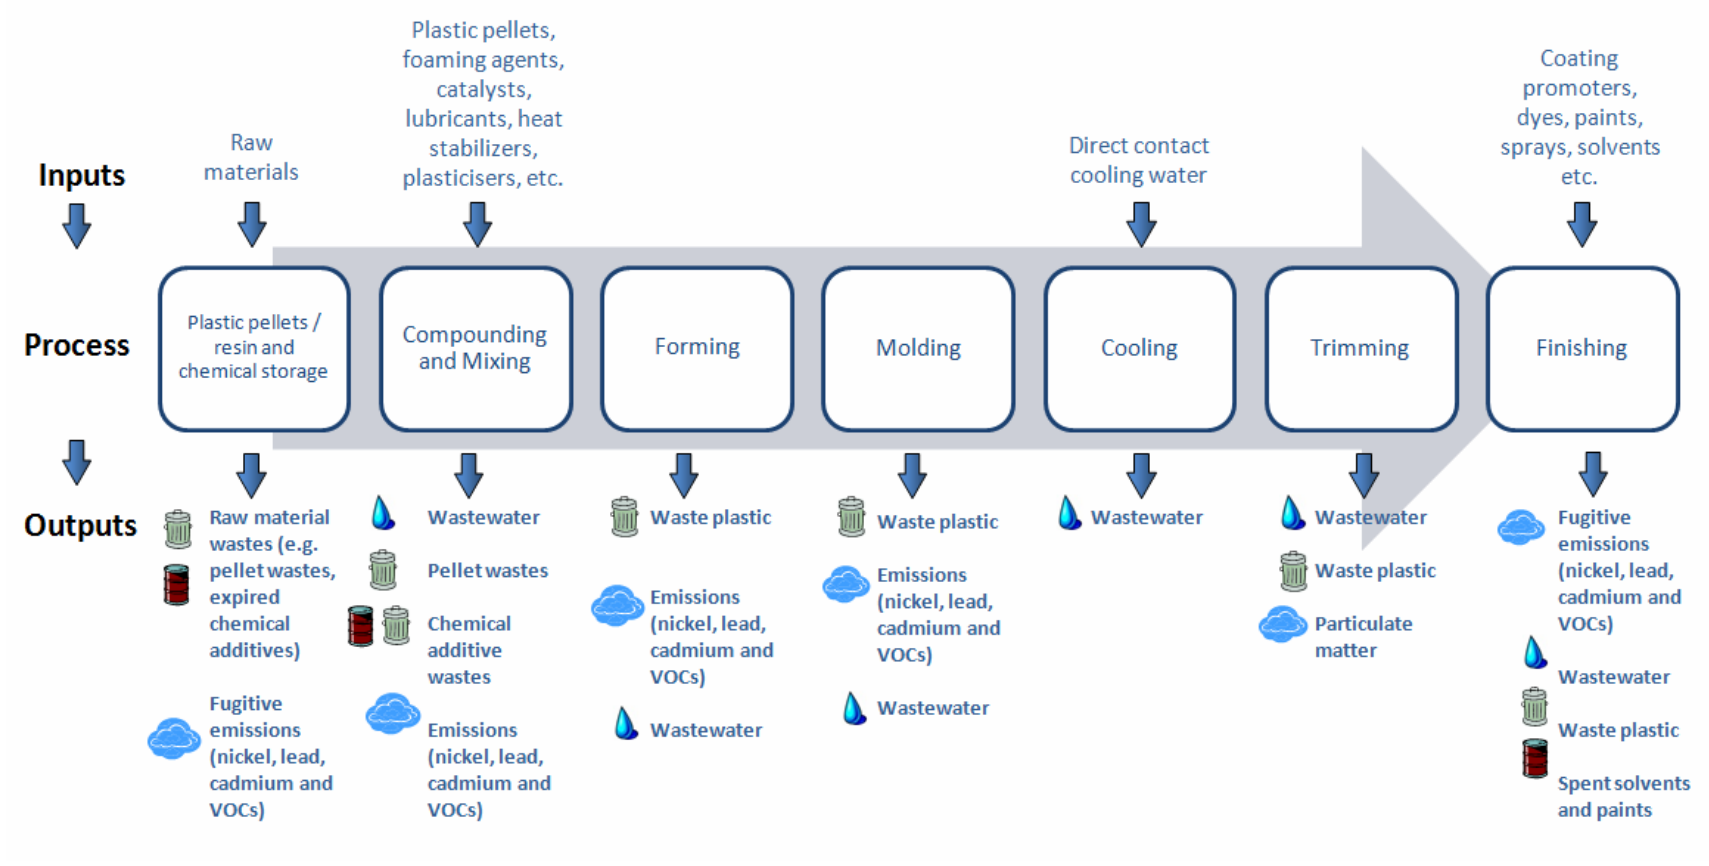 Inputs
Process
Outputs
Raw
materials
Plastic pellets,
foaming agents,
catalysts,
lubricants, heat
stabilizers,
plasticisers, etc.
Direct contact
cooling water
Coating
promoters,
dyes, paints,
sprays, solvents
etc.
Plastic pellets /
resin and
chemical storage
Compounding
and Mixing
Forming
Molding
Cooling
Trimming
Finishing
Raw material
wastes (e.g.
pellet wastes,
expired
chemical
additives)
Fugitive
emissions
(nickel, lead,
cadmium and
VOCs)
Wastewater
Pellet wastes
Chemical
additive
wastes
Emissions
(nickel, lead,
cadmium and
VOCs)
Waste plastic
Emissions
(nickel, lead,
cadmium and
VOCs)
Wastewater
Waste plastic
Emissions
(nickel, lead,
cadmium and
VOCs)
Wastewater
Wastewater
Wastewater
Waste plastic
Particulate
matter
Fugitive
emissions
(nickel, lead,
cadmium and
VOCs)
Wastewater
Waste plastic
Spent solvents
and paints